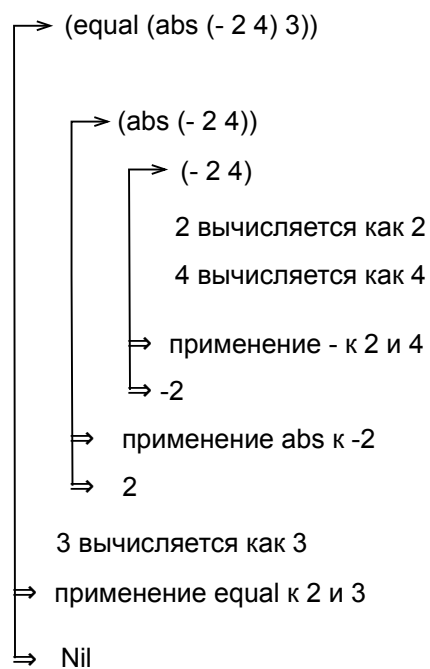 (equal (abs (- 2 4) 3))
(abs (- 2 4))
(- 2 4)
2 вычисляется как 2
4 вычисляется как 4
применение - к 2 и 4
-2
применение abs к -2
2
3 вычисляется как 3
применение equal к 2 и 3
Nil